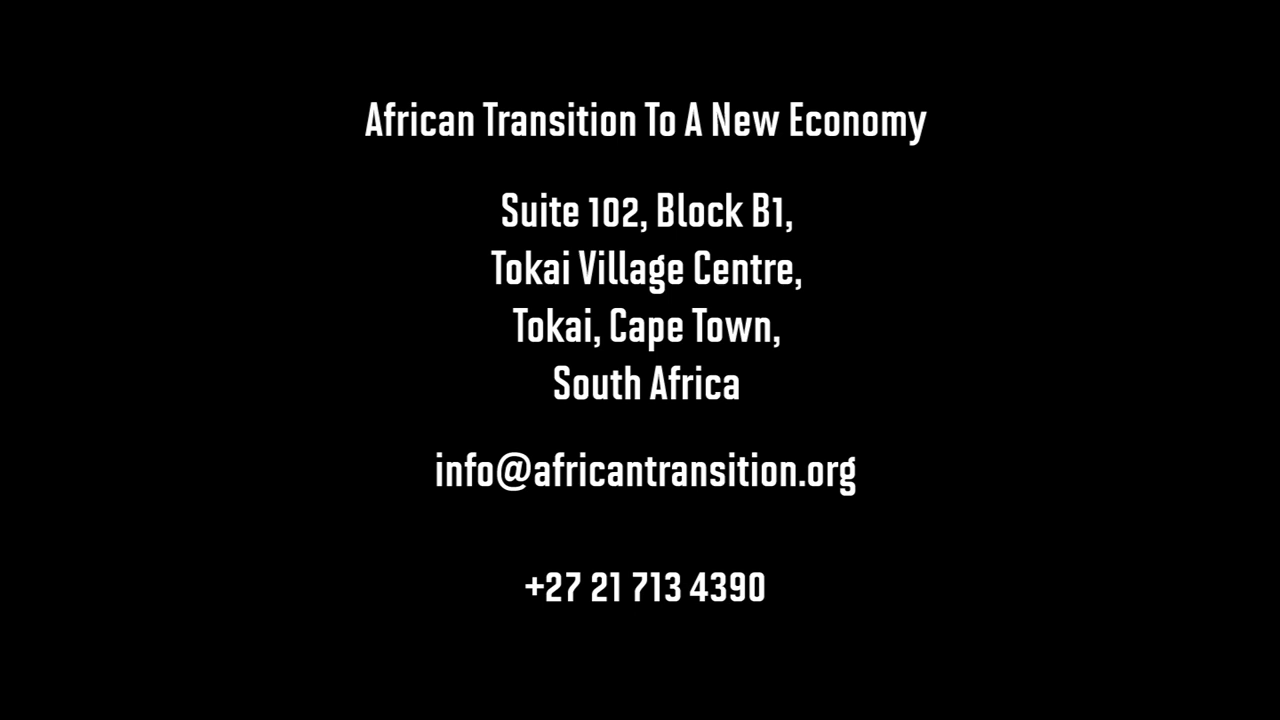 African Transition To A New Economy
Suite 102, Block B1,
Tokai Village Centre,
Tokai, Cape Town,
South Africa
info@africantransition.org
+27 21 713 4390